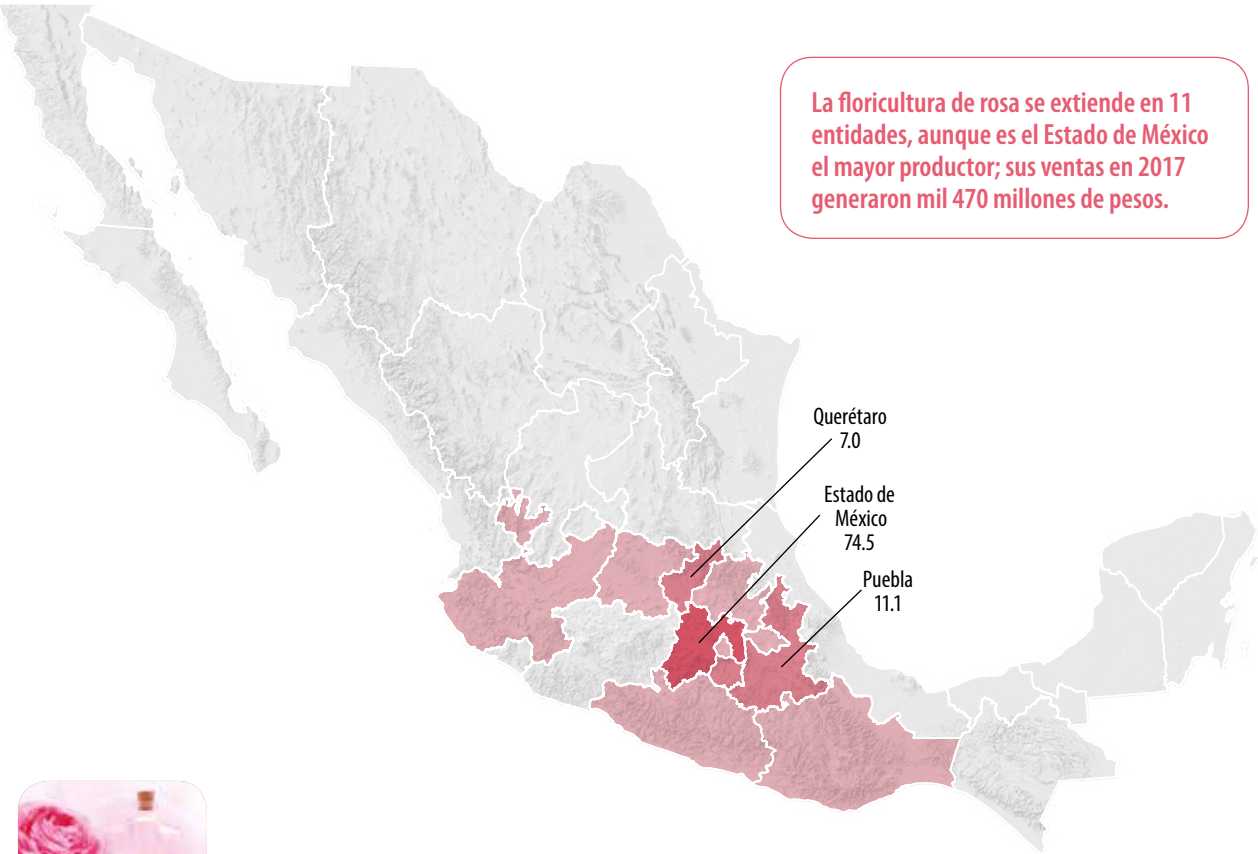 La floricultura de rosa se extiende en 11
entidades, aunque es el Estado de México
el mayor productor; sus ventas en 2017
generaron mil 470 millones de pesos.
Querétaro
7.0
Estado de
México
74.5
Puebla
11.1